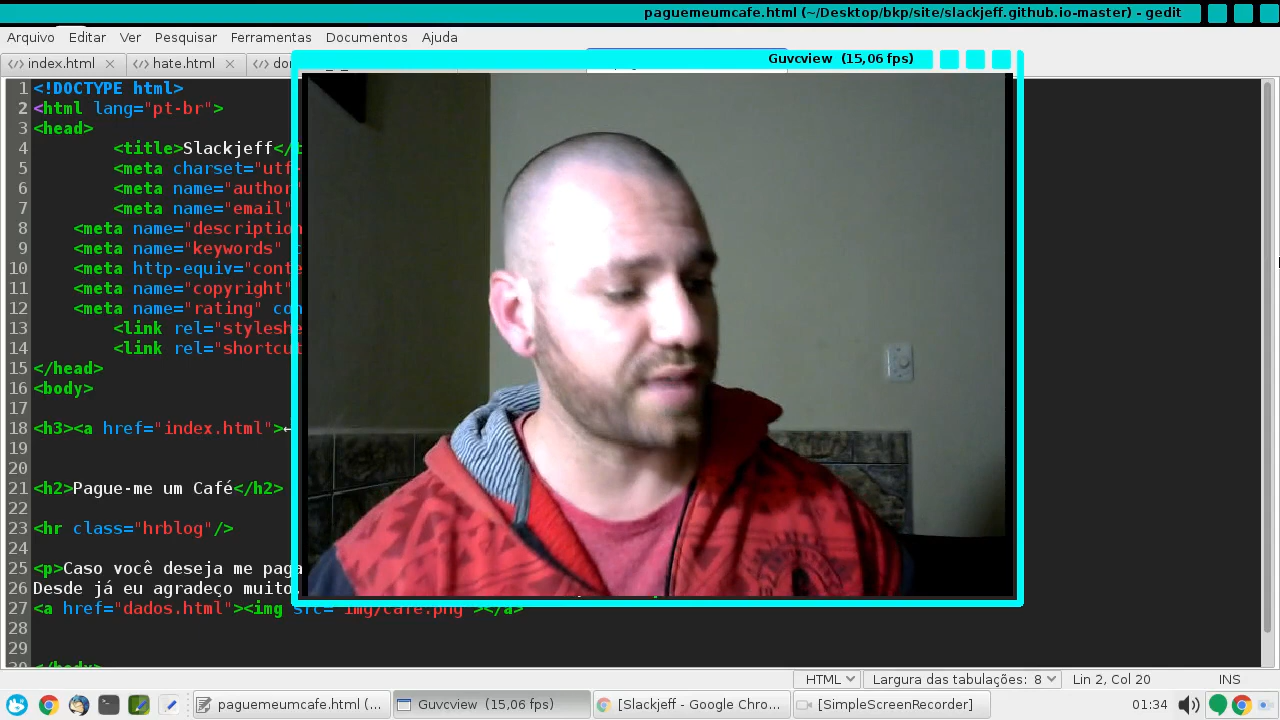 paguemeumcafe.html (~/Desktop/bkp/site/slackjeff.github.io-master) - gedit
Arquivo Editar Ver Pesquisar Ferramentas Documentos Ajuda
index.html hate.html
Guvcview (15,06 fps)
1 <!DOCTYPE html>
2 <html lang="pt-br">
3 <head>
4 <title>Slackjeff</t
5 <meta charset="utf-
6 <meta name="author"
7 <meta name="email"
8 <meta name="description
9 <meta name="keywords" c
10 <meta http-equiv="conte
11 <meta name="copyright"
12 <meta name="rating" con
13 <link rel="styleshe
14 <link rel="shortcut
15 </head>
16 <body>
17
18 <h3><a href="index.html">←
19
20
21 <h2>Pague-me um Café</h2>
22
23 <hr class="hrblog"/>
24
25 <p>Caso você deseja me paga
26 Desde já eu agradeço muito.
27 <a href="dados.html"><img src="img/cafe.png"></a>
28
29
30 </body>
HTML Largura das tabulações: 8 Lin 2, Col 20 INS
paguemeumcafe.html (... Guvcview (15,06 fps) [Slackjeff - Google Chro... [SimpleScreenRecorder] 01:34